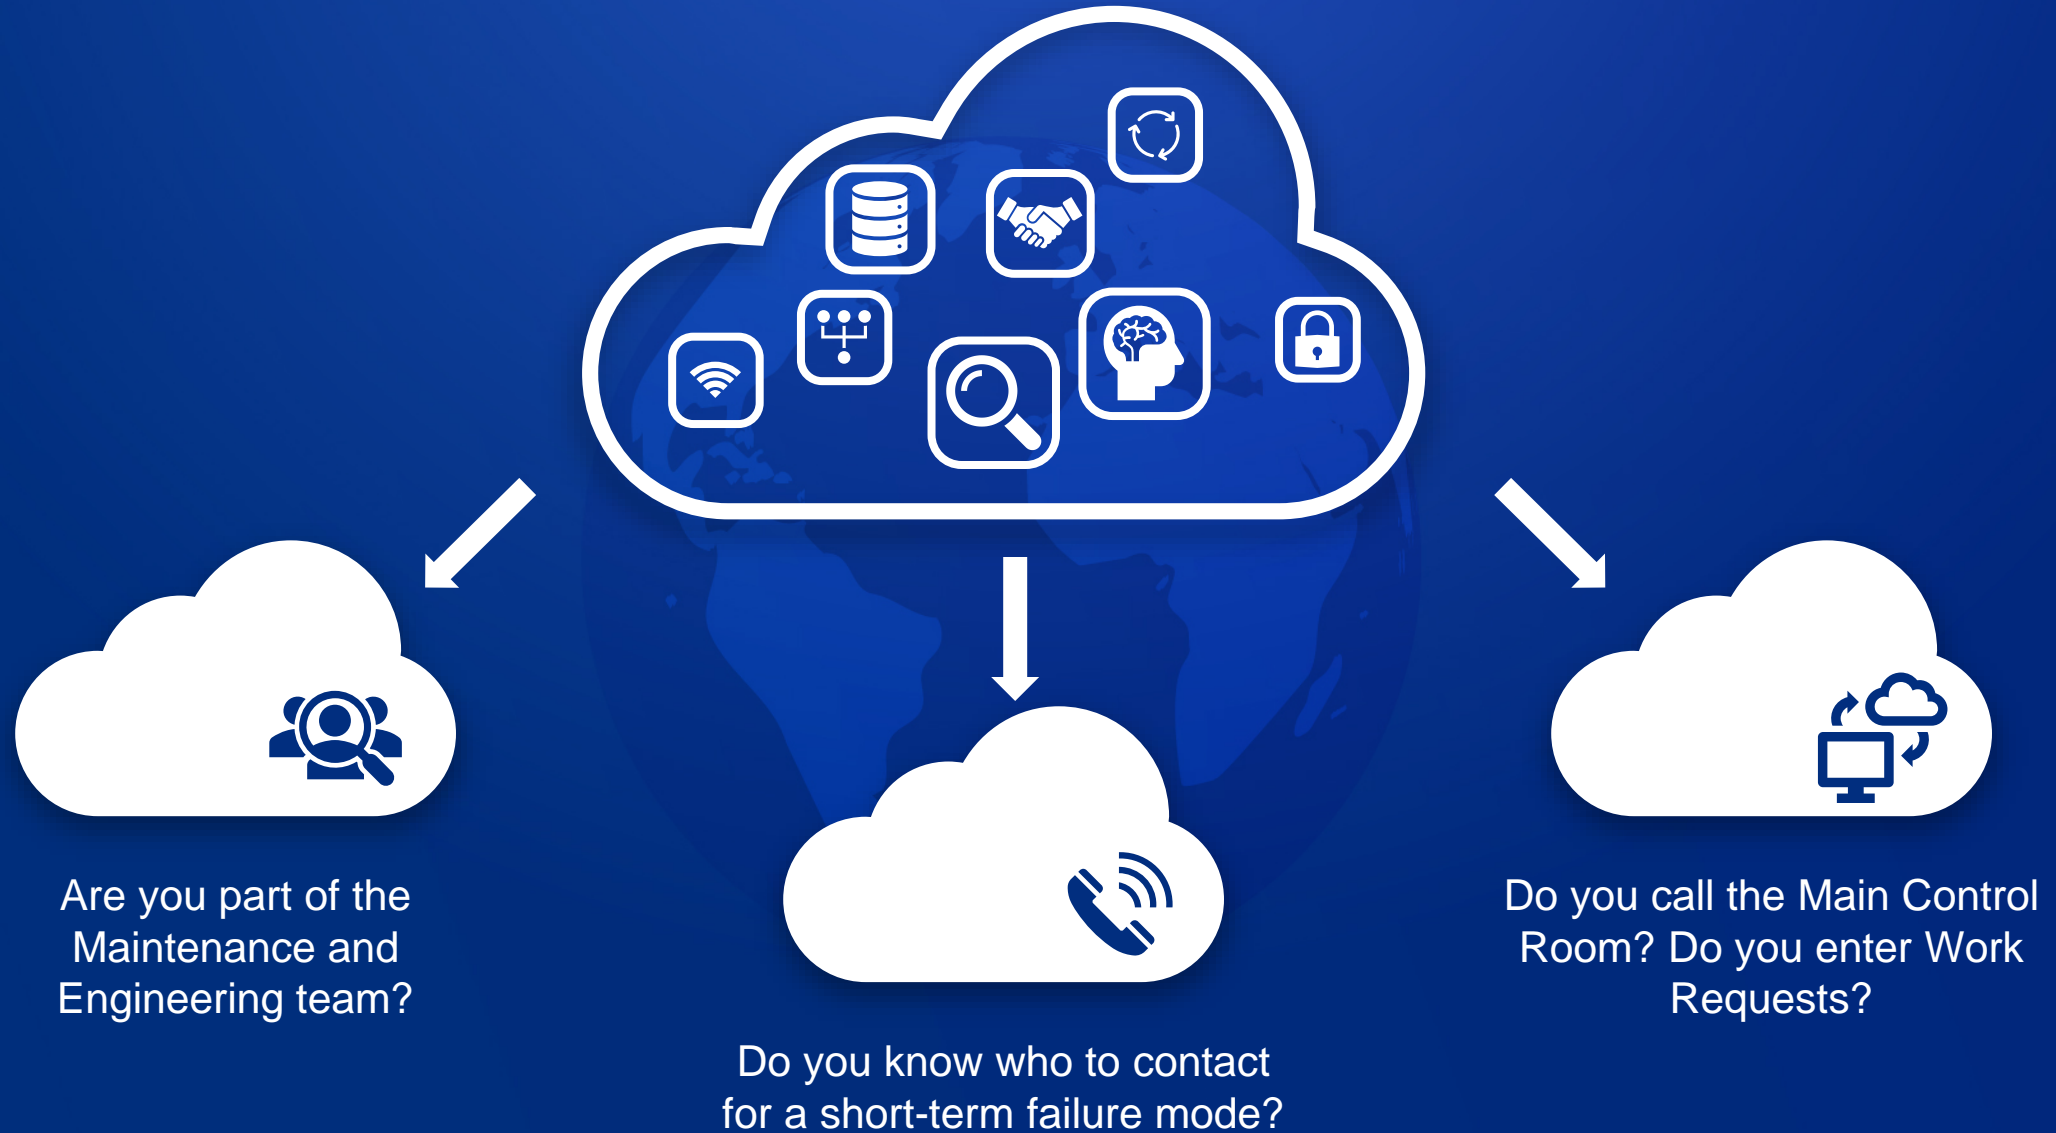 Are you part of the
Maintenance and
Engineering team?
Do you know who to contact
for a short-term failure mode?
Do you call the Main Control
Room? Do you enter Work
Requests?